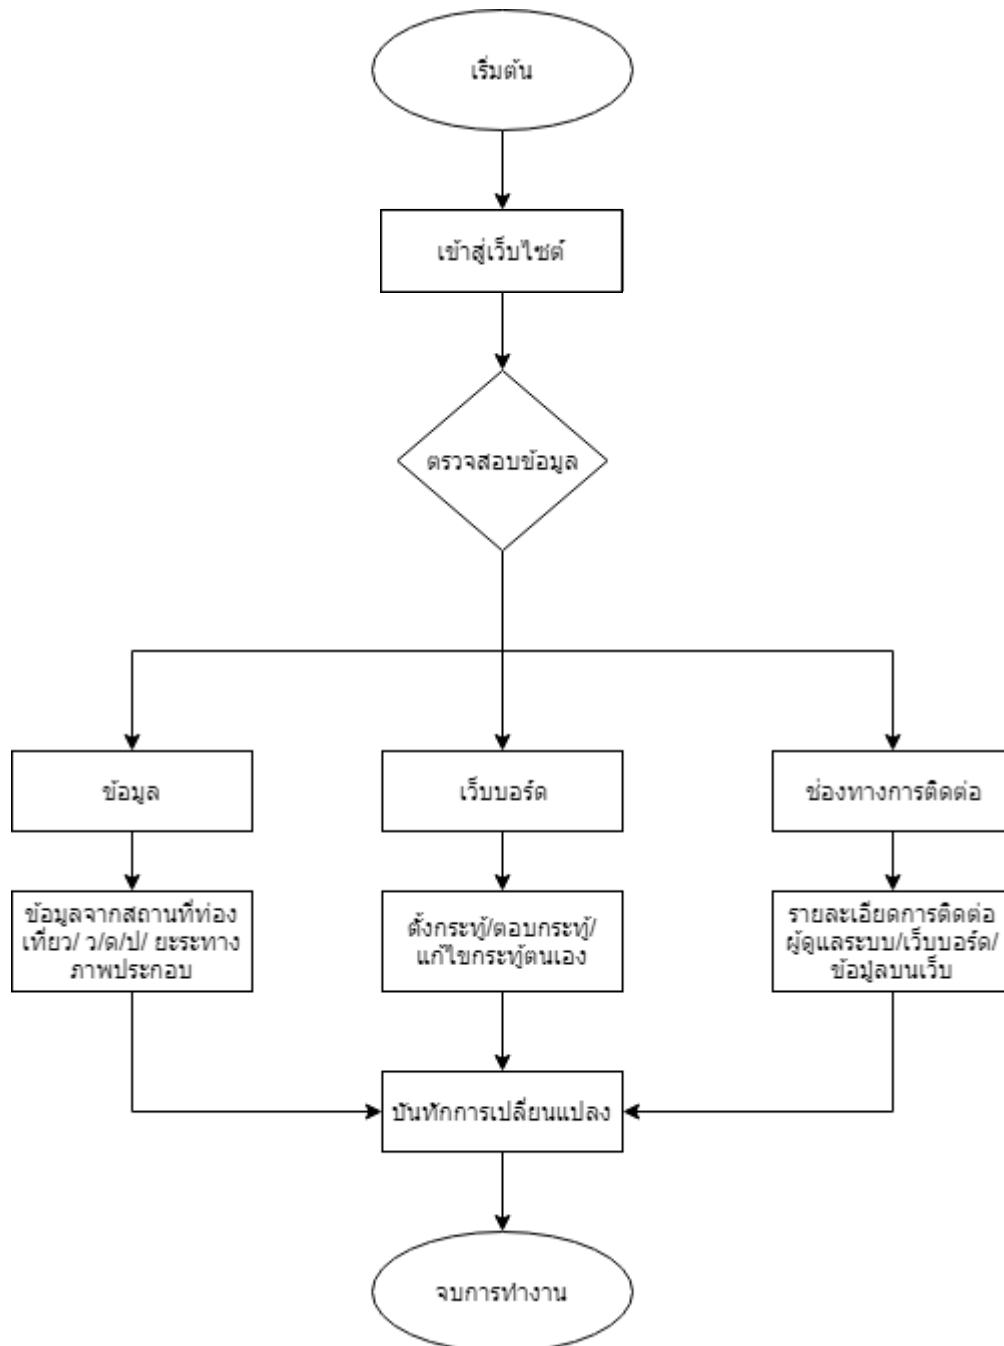 เริ่มต้น
เข้าสู่เว็บไซต์
ตรวจสอบข้อมูล
ข้อมูล
เว็บบอร์ด
ช่องทางการติดต่อ
ข้อมูลจากสถานที่ท่อง
เที่ยว/ ว/ด/ป/ ยะระทาง
ภาพประกอบ
ตั้งกระทู้/ตอบกระทู้/
แก้ไขกระทู้ตนเอง
รายละเอียดการติดต่อ
ผู้ดูแลระบบ/เว็บบอร์ด/
ข้อมูลบนเว็บ
บันทึกการเปลี่ยนแปลง
จบการทำงาน